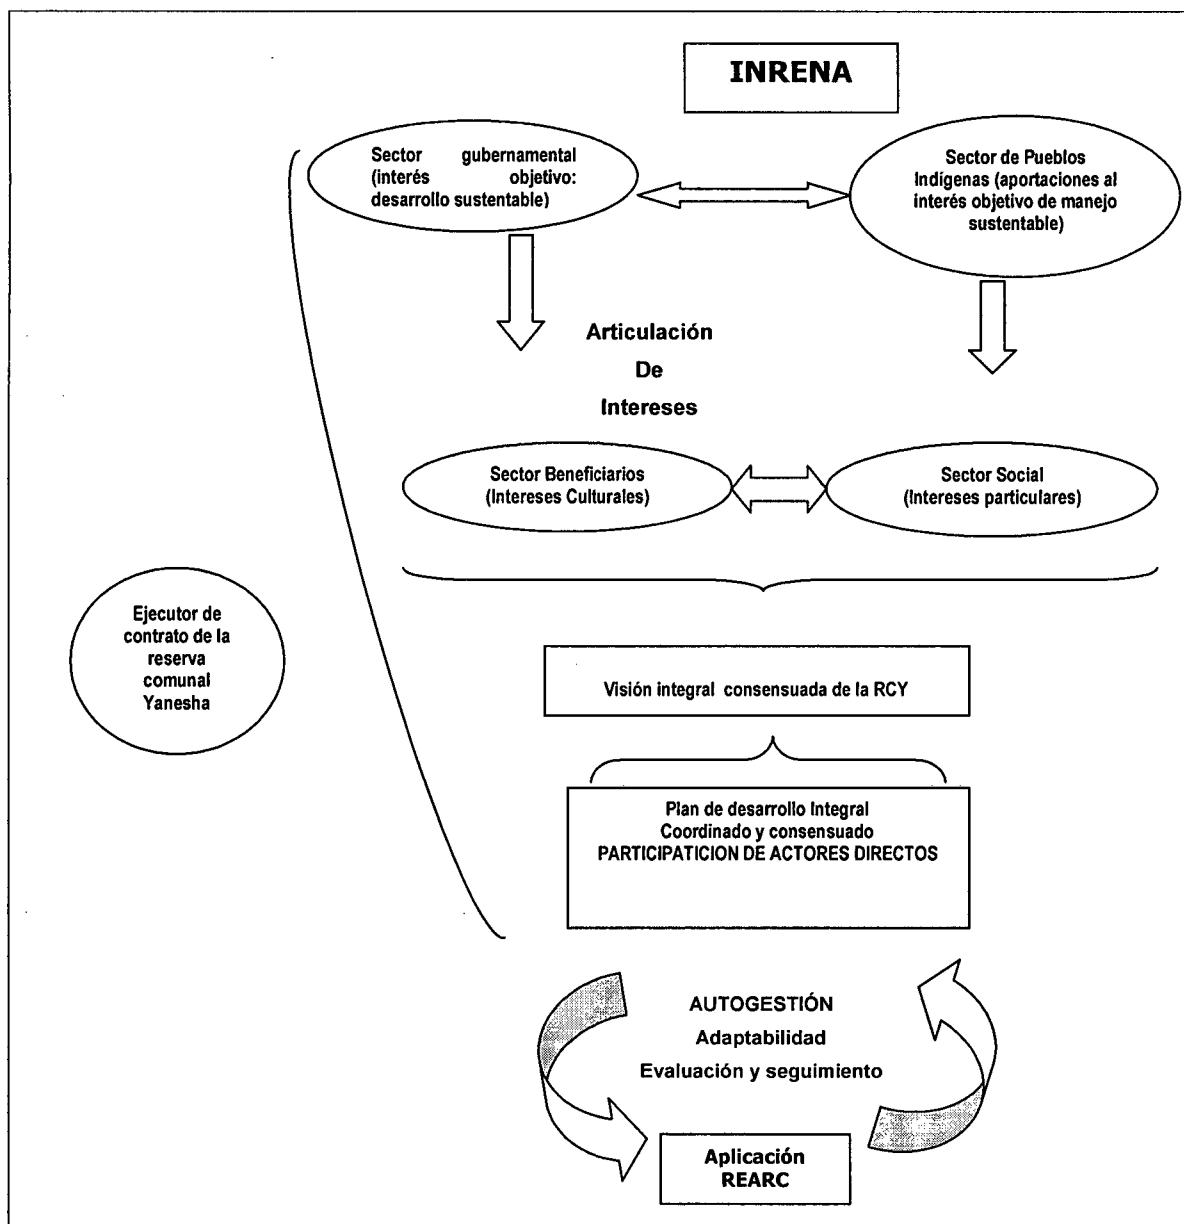 INRENA
Sector gubernamental
(interés objetivo:
desarrollo sustentable)
Sector de Pueblos
Indígenas (aportaciones al
interés objetivo de manejo
sustentable)
Articulación
De
Intereses
Sector Beneficiarios
(Intereses Culturales)
Sector Social
(Intereses particulares)
Ejecutor de
contrato de la
reserva
comunal
Yanesha
Visión integral consensuada de la RCY
Plan de desarrollo Integral
Coordinado y consensuado
PARTICIPATICION DE ACTORES DIRECTOS
AUTOGESTIÓN
Adaptabilidad
Evaluación y seguimiento
Aplicación
REARC